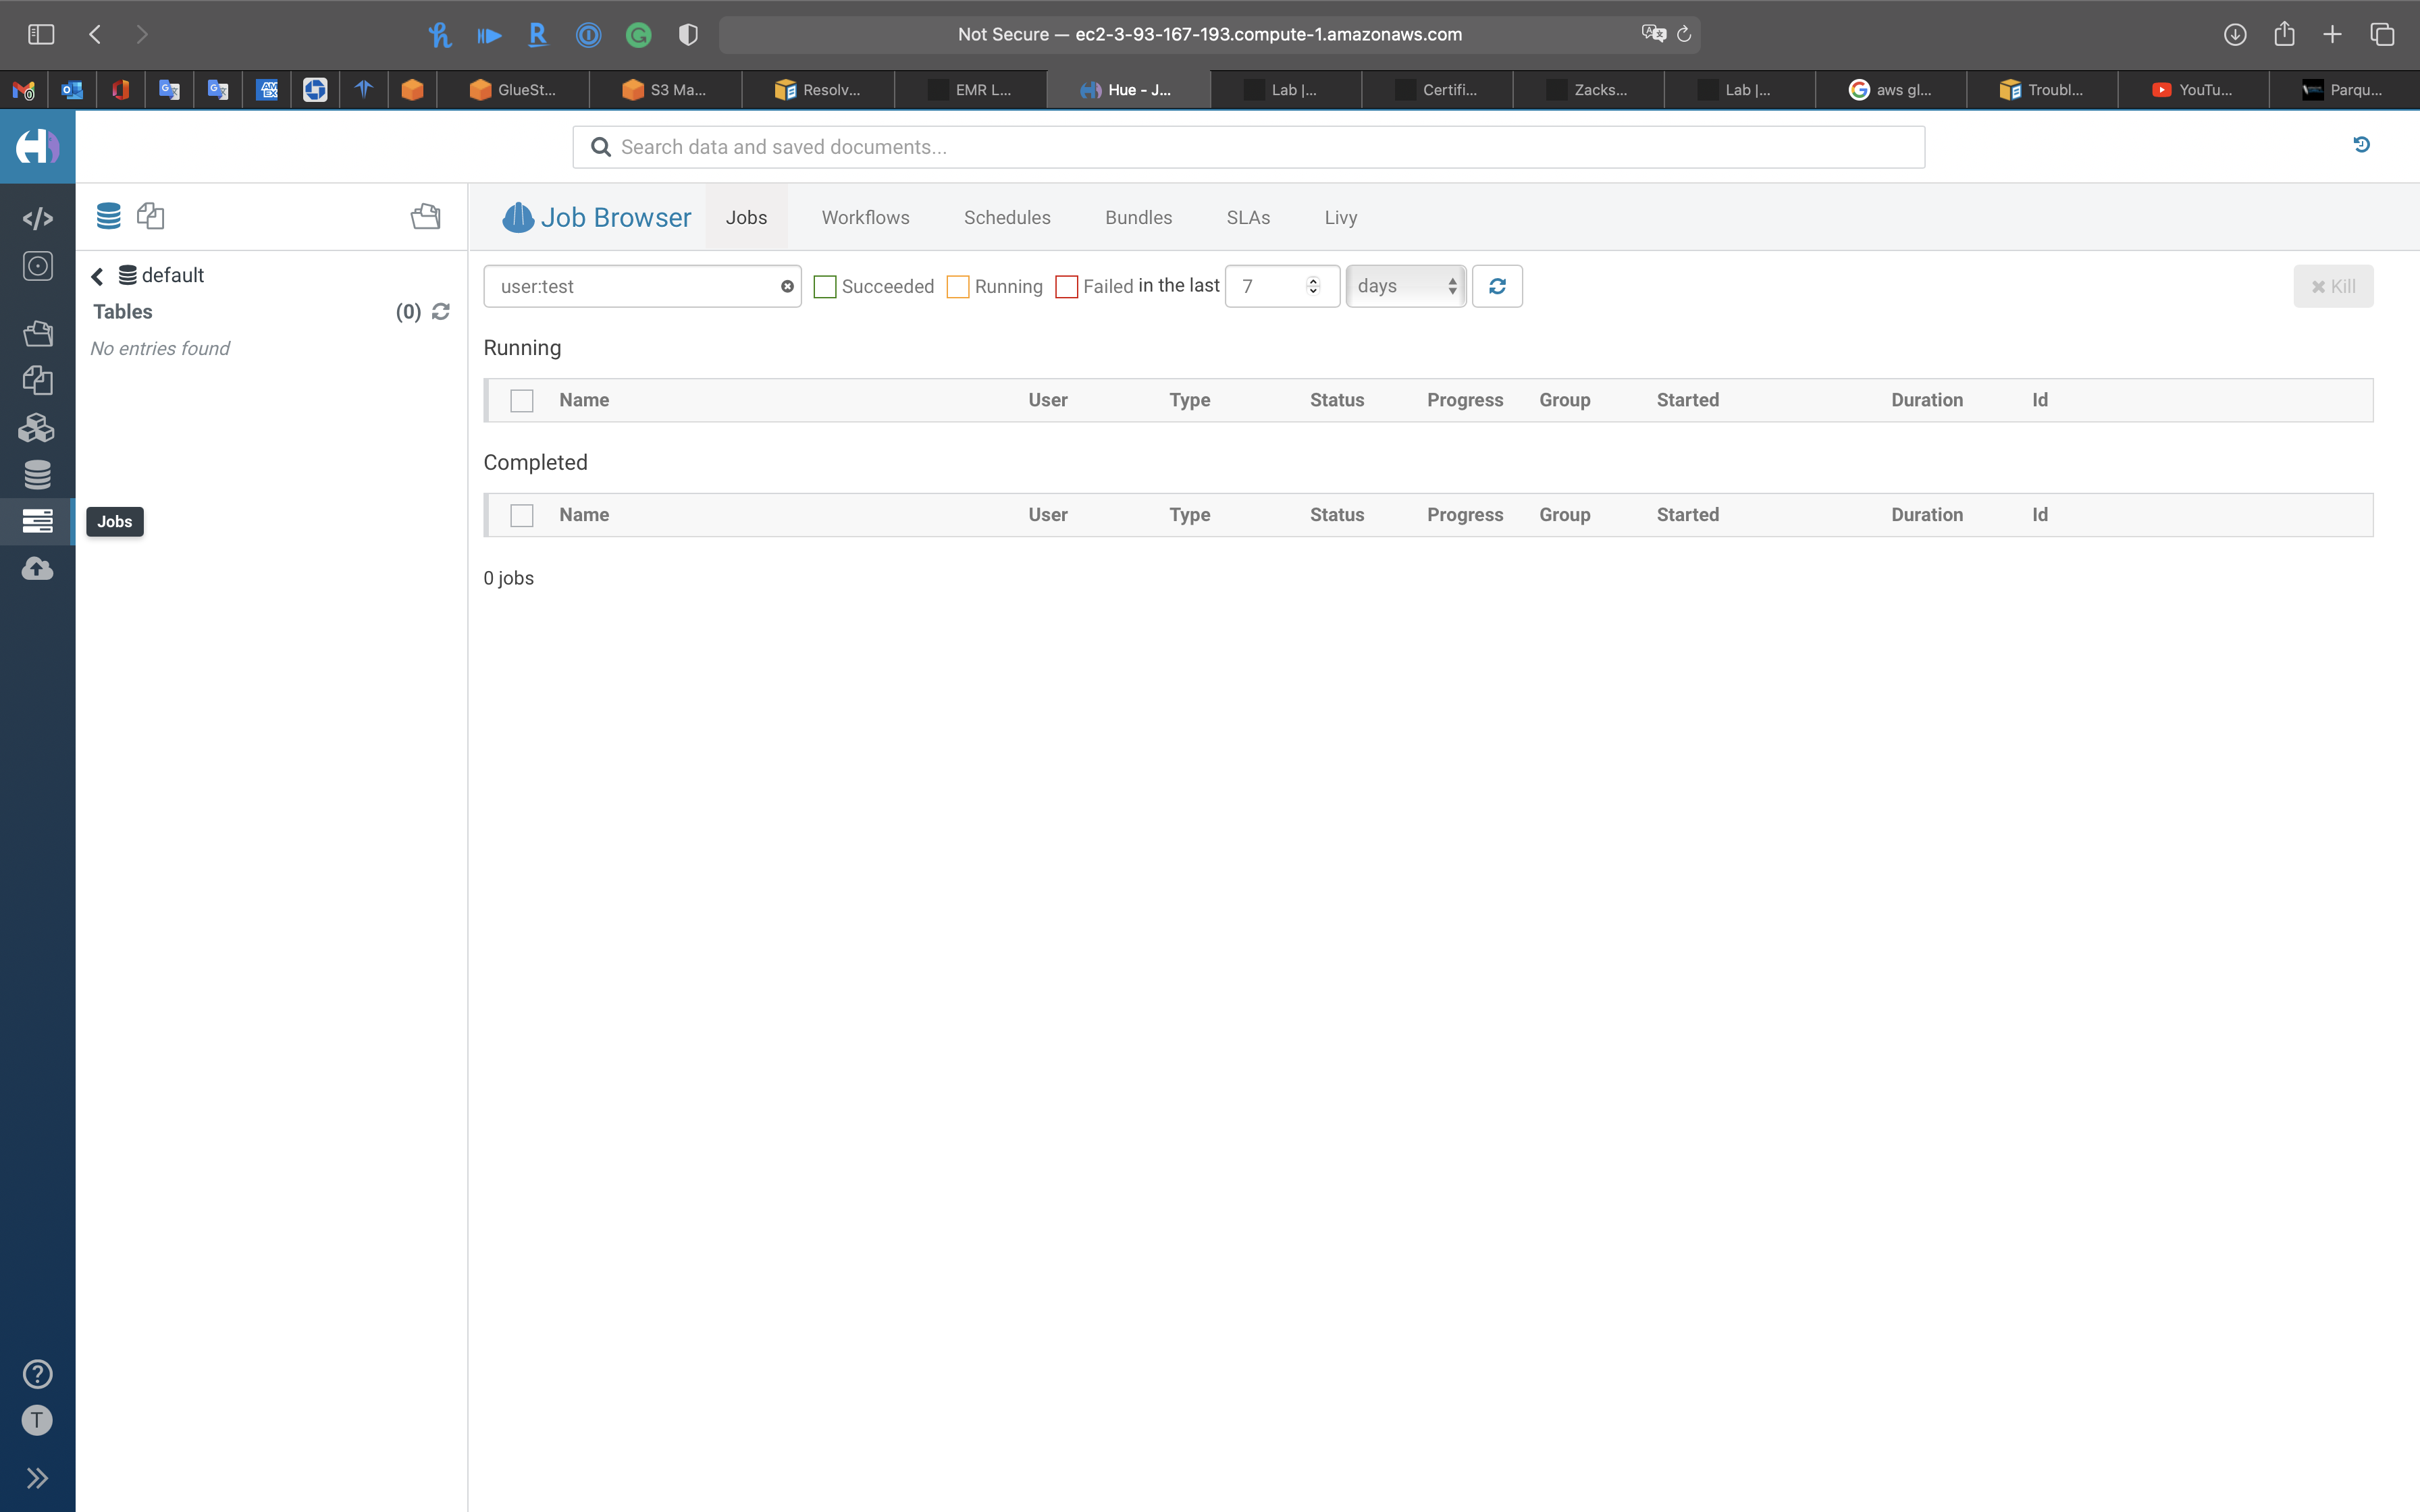 Not Secure — ec2-3-93-167-193.compute-1.amazonaws.com
GlueSt... S3 Ma... Resolv... EMR L... Hue - J... Lab |... Certifi... Zacks... Lab |... aws gl... Troubl... YouTu... Parqu...
Search data and saved documents...
Job Browser Jobs Workflows Schedules Bundles SLAs Livy
default
Tables (0)
No entries found
user:test Succeeded Running Failed in the last 7 days Kill
Running
Name User Type Status Progress Group Started Duration Id
Completed
Name User Type Status Progress Group Started Duration Id
Jobs
0 jobs
T